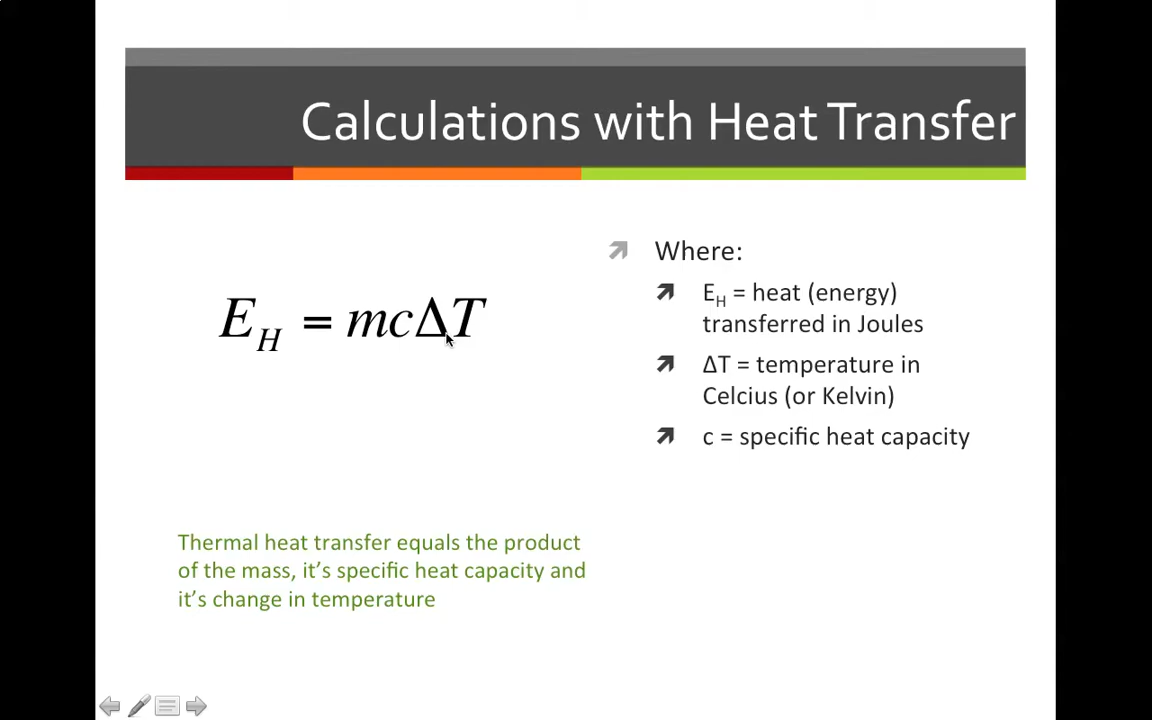 Calculations with Heat Transfer
E_H = mcΔT
Where:
E_H = heat (energy)
transferred in Joules
ΔT = temperature in
Celcius (or Kelvin)
c = specific heat capacity
Thermal heat transfer equals the product
of the mass, it’s specific heat capacity and
it’s change in temperature